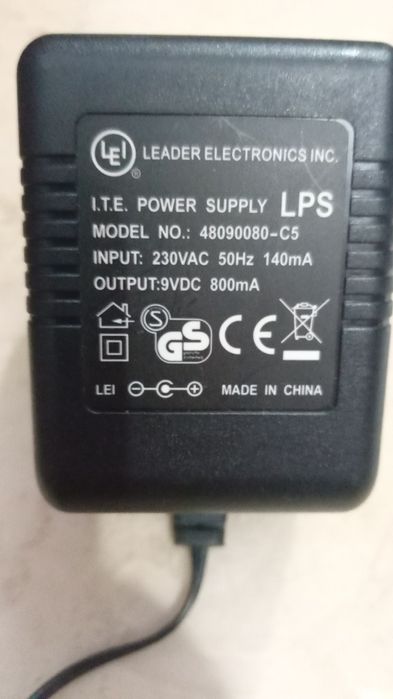 LEI LEADER ELECTRONICS INC.
®
I.T.E. POWER SUPPLY LPS
MODEL NO.: 48090080-C5
INPUT: 230VAC 50Hz 140mA
OUTPUT:9VDC 800mA
S GS CE
LEI MADE IN CHINA